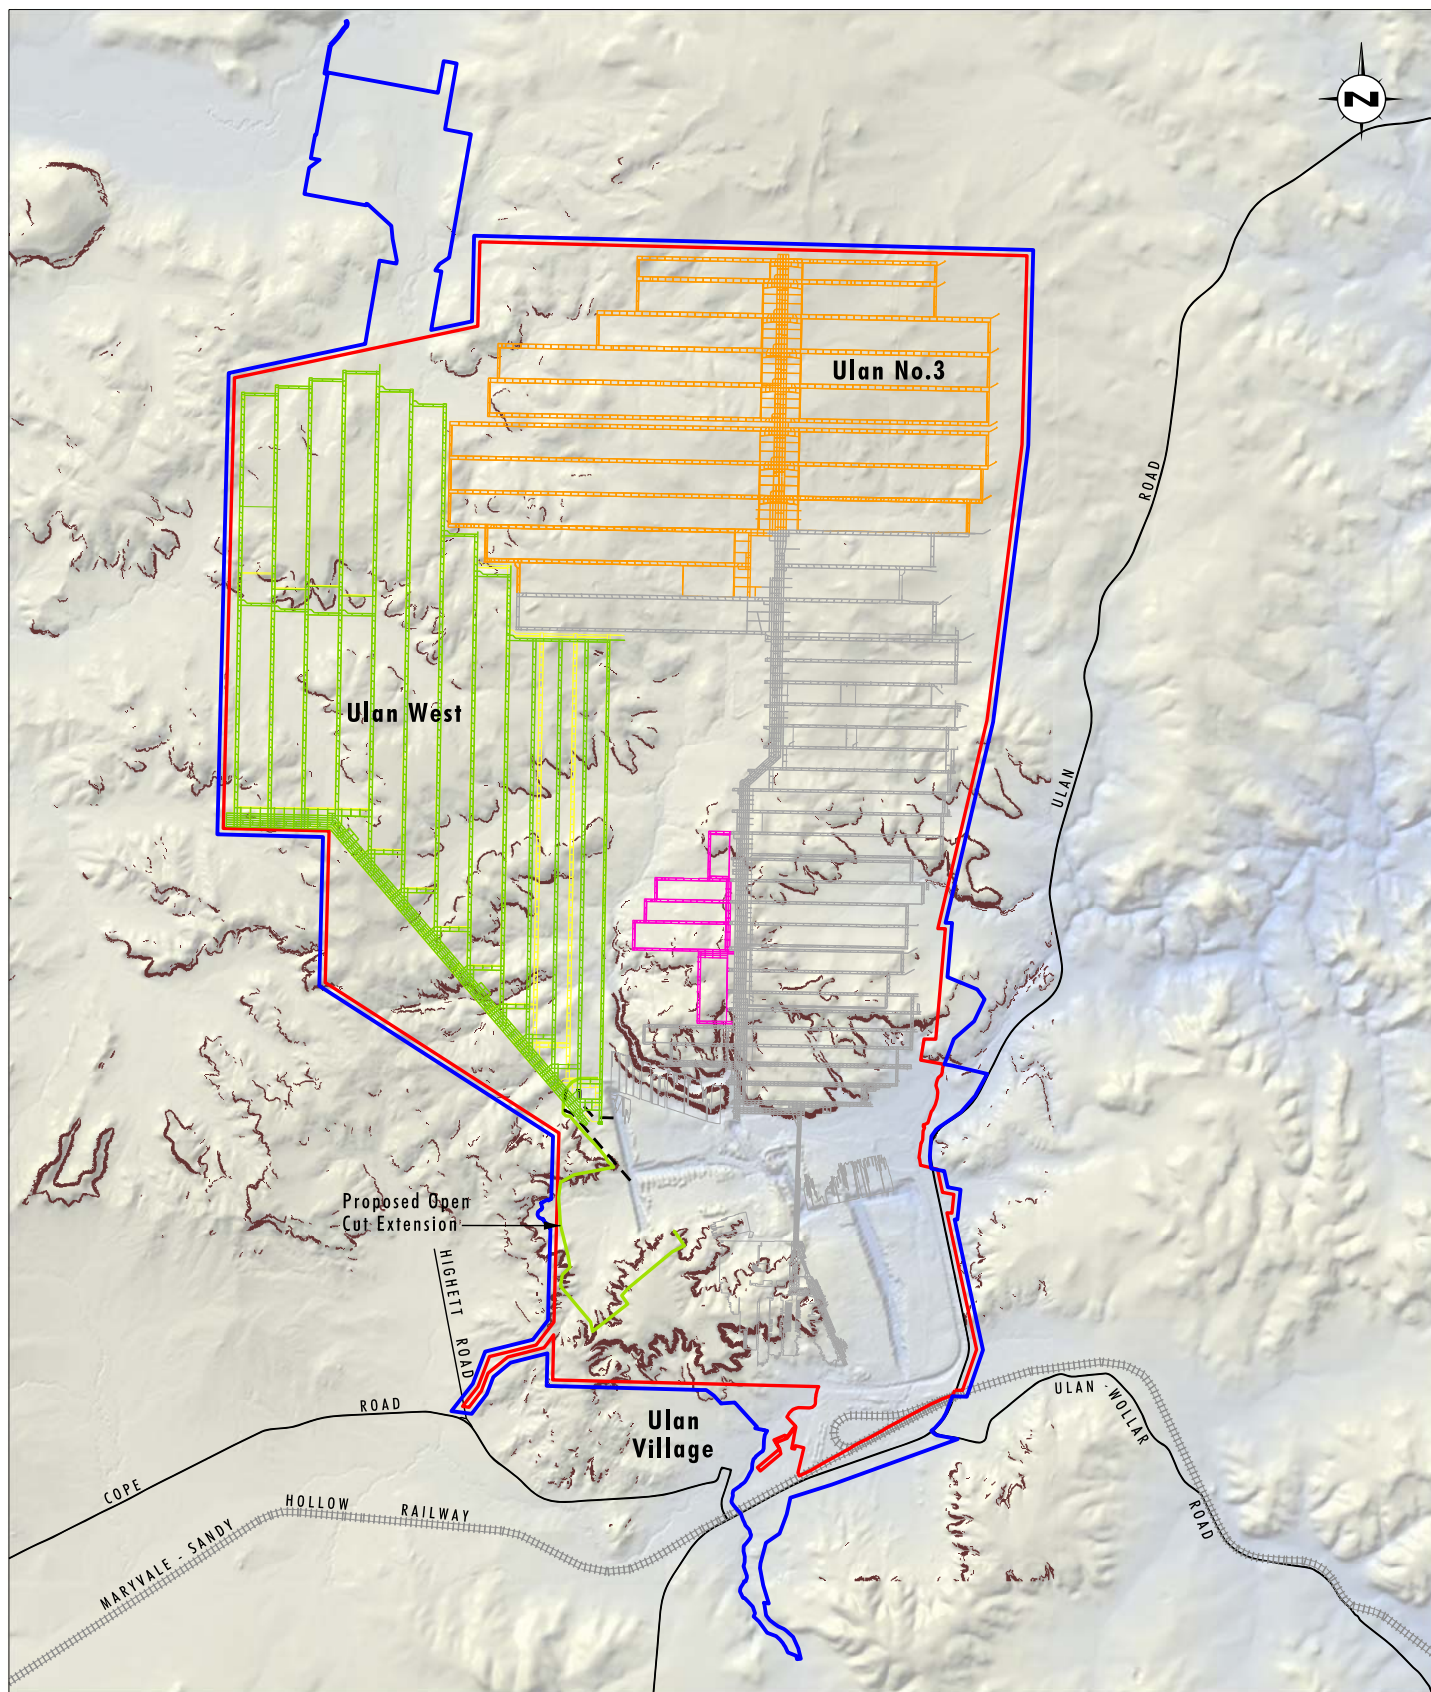 N
Ulan No.3
ROAD
ULAN
Ulan West
Proposed Open
Cut Extension
HIGHETT ROAD
ROAD
COPE
ULAN - WOLLAR
ROAD
Ulan
Village
HOLLOW RAILWAY
MARYVALE - SANDY